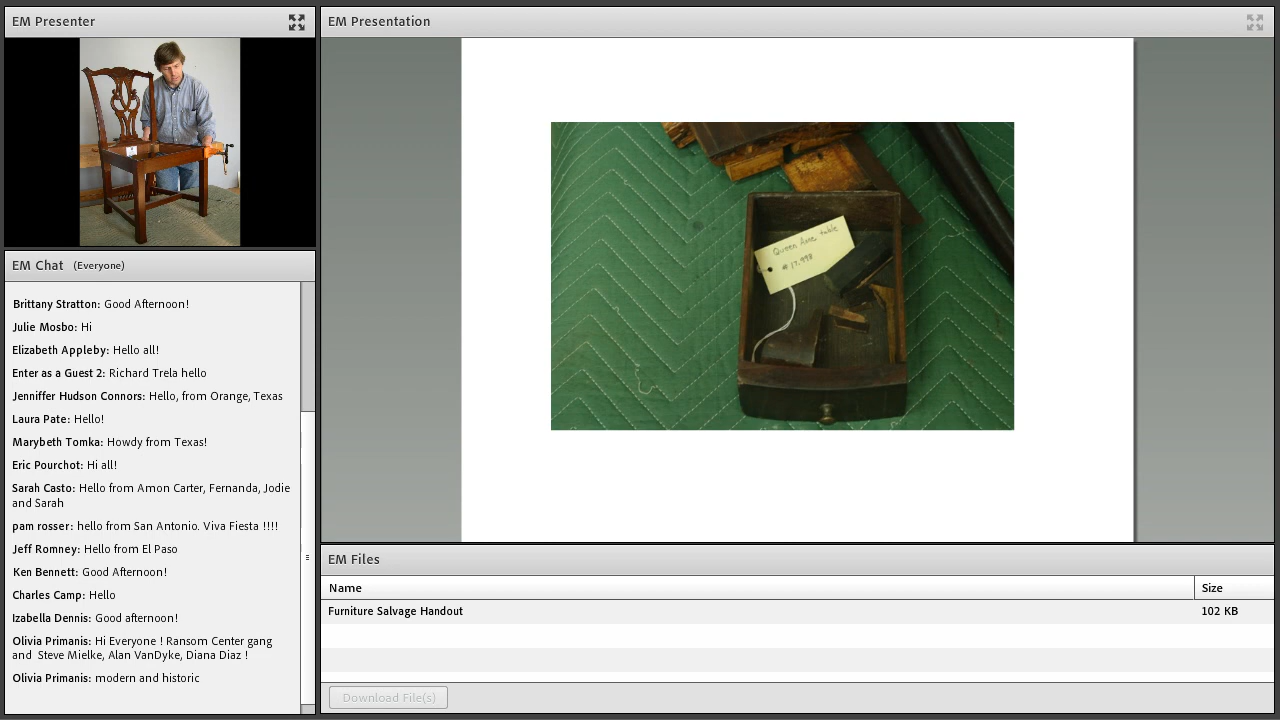 EM Presenter
EM Presentation
Queen Anne table
# 17.998
EM Chat (Everyone)
Brittany Stratton: Good Afternoon!
Julie Mosbo: Hi
Elizabeth Appleby: Hello all!
Enter as a Guest 2: Richard Trela hello
Jenniffer Hudson Connors: Hello, from Orange, Texas
Laura Pate: Hello!
Marybeth Tomka: Howdy from Texas!
Eric Pourchot: Hi all!
Sarah Casto: Hello from Amon Carter, Fernanda, Jodie
and Sarah
pam rosser: hello from San Antonio. Viva Fiesta !!!!
Jeff Romney: Hello from El Paso
Ken Bennett: Good Afternoon!
Charles Camp: Hello
Izabella Dennis: Good afternoon!
Olivia Primanis: Hi Everyone ! Ransom Center gang
and Steve Mielke, Alan VanDyke, Diana Diaz !
Olivia Primanis: modern and historic
EM Files
Name Size
Furniture Salvage Handout 102 KB
Download File(s)